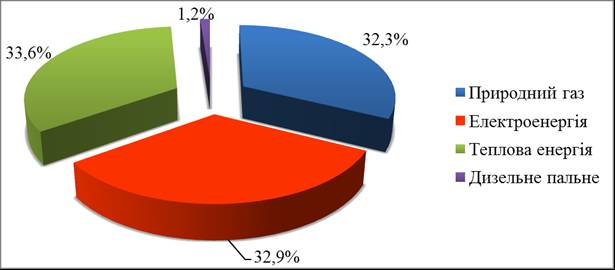 1,2%
33,6%
32,3%
32,9%
Природний газ
Електроенергія
Теплова енергія
Дизельне пальне